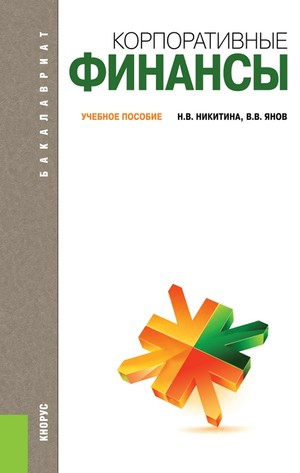 КОРПОРАТИВНЫЕ
ФИНАНСЫ
УЧЕБНОЕ ПОСОБИЕ Н.В. НИКИТИНА, В.В. ЯНОВ
БАКАЛАВРИАТ
КНОРУС